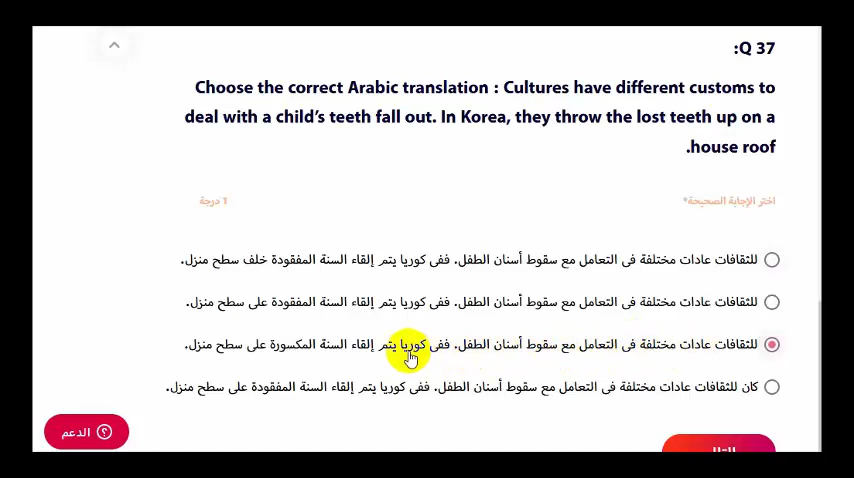 Q 37:
Choose the correct Arabic translation : Cultures have different customs to
deal with a child's teeth fall out. In Korea, they throw the lost teeth up on a
house roof.
اختر الإجابة الصحيحة*
1 درجة
للثقافات عادات مختلفة فى التعامل مع سقوط أسنان الطفل. ففى كوريا يتم إلقاء السنة المفقودة خلف سطح منزل.
للثقافات عادات مختلفة فى التعامل مع سقوط أسنان الطفل. ففى كوريا يتم إلقاء السنة المفقودة على سطح منزل.
للثقافات عادات مختلفة فى التعامل مع سقوط أسنان الطفل. ففى كوريا يتم إلقاء السنة المكسورة على سطح منزل.
كان للثقافات عادات مختلفة فى التعامل مع سقوط أسنان الطفل. ففى كوريا يتم إلقاء السنة المفقودة على سطح منزل.
الدعم